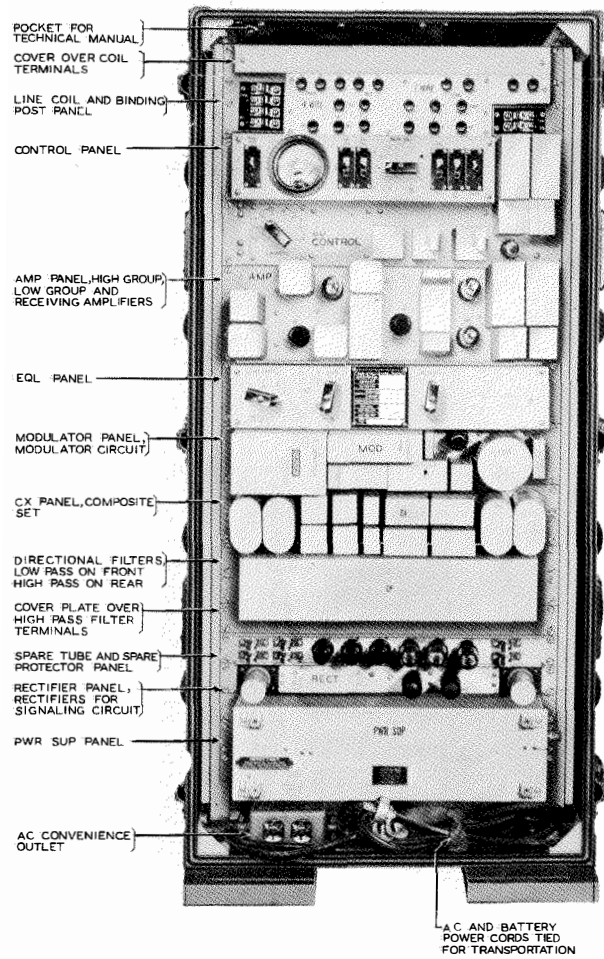 POCKET FOR
TECHNICAL MANUAL
COVER OVER COIL
TERMINALS
LINE COIL AND BINDING
POST PANEL
CONTROL PANEL
CONTROL
AMP PANEL, HIGH GROUP,
LOW GROUP AND
RECEIVING AMPLIFIERS
AMP
EQL PANEL
MODULATOR PANEL,
MODULATOR CIRCUIT
MOD
CX PANEL, COMPOSITE
SET
DIRECTIONAL FILTERS,
LOW PASS ON FRONT
HIGH PASS ON REAR
COVER PLATE OVER
HIGH PASS FILTER
TERMINALS
SPARE TUBE AND SPARE
PROTECTOR PANEL
RECTIFIER PANEL,
RECTIFIERS FOR
SIGNALING CIRCUIT
RECT
PWR SUP PANEL
PWR SUP
AC CONVENIENCE
OUTLET
AC AND BATTERY
POWER CORDS TIED
FOR TRANSPORTATION